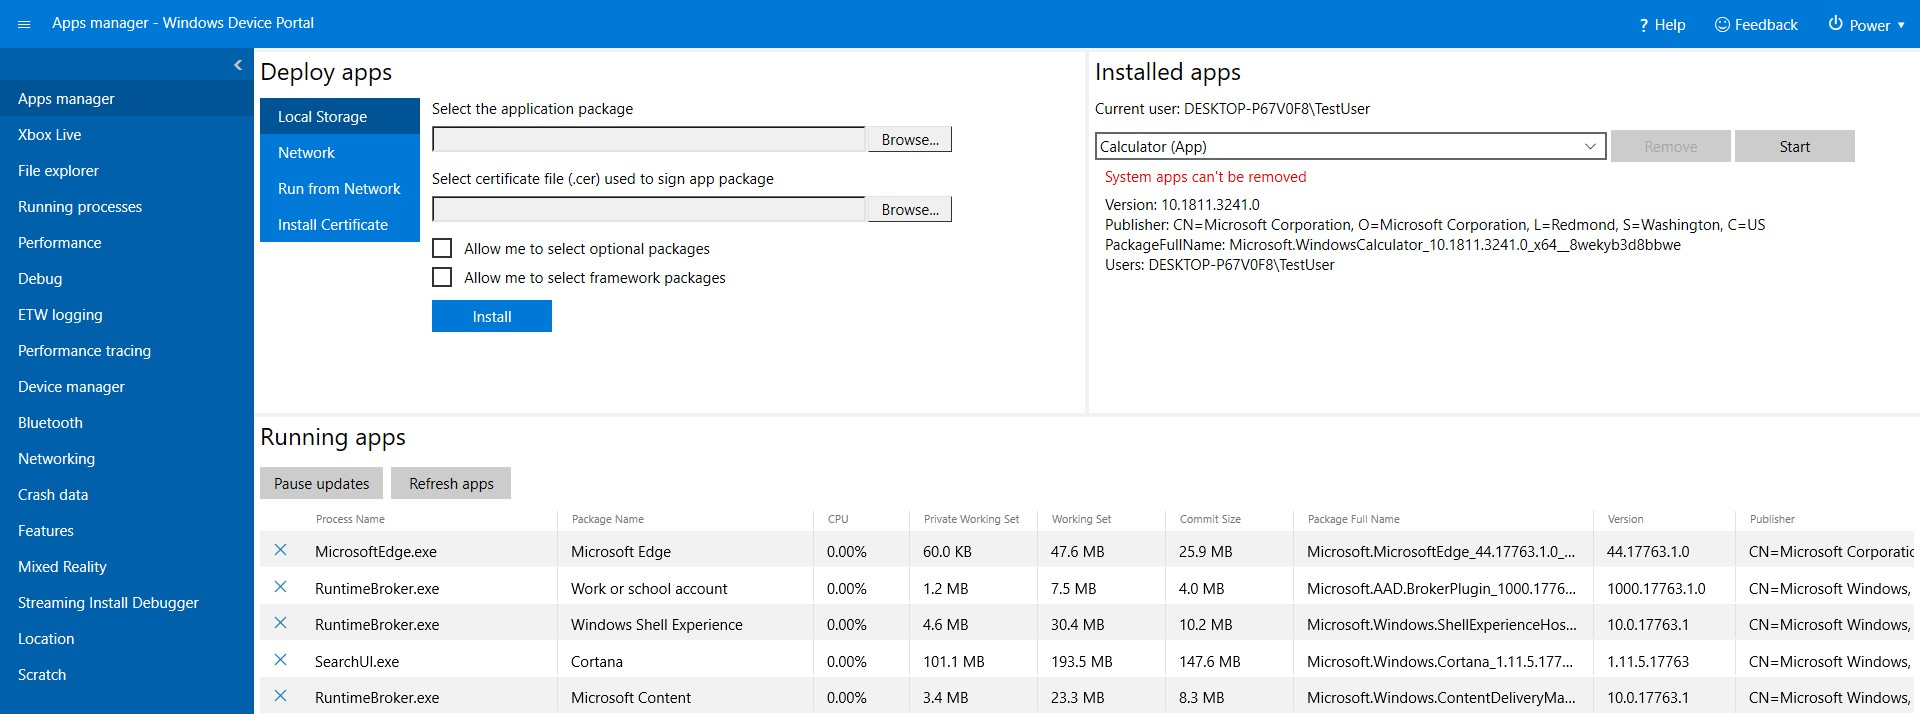 Apps manager - Windows Device Portal
? Help
Feedback
Power
Apps manager
Xbox Live
File explorer
Running processes
Performance
Debug
ETW logging
Performance tracing
Device manager
Bluetooth
Networking
Crash data
Features
Mixed Reality
Streaming Install Debugger
Location
Scratch
Deploy apps
Local Storage
Network
Run from Network
Install Certificate
Select the application package
Browse...
Select certificate file (.cer) used to sign app package
Browse...
Allow me to select optional packages
Allow me to select framework packages
Install
Installed apps
Current user: DESKTOP-P67V0F8\TestUser
Calculator (App)
Remove
Start
System apps can't be removed
Version: 10.1811.3241.0
Publisher: CN=Microsoft Corporation, O=Microsoft Corporation, L=Redmond, S=Washington, C=US
PackageFullName: Microsoft.WindowsCalculator_10.1811.3241.0_x64__8wekyb3d8bbwe
Users: DESKTOP-P67V0F8\TestUser
Running apps
Pause updates Refresh apps
Process Name Package Name CPU Private Working Set Working Set Commit Size Package Full Name Version Publisher
MicrosoftEdge.exe Microsoft Edge 0.00% 60.0 KB 47.6 MB 25.9 MB Microsoft.MicrosoftEdge_44.17763.1.0_... 44.17763.1.0 CN=Microsoft Corporatic
RuntimeBroker.exe Work or school account 0.00% 1.2 MB 7.5 MB 4.0 MB Microsoft.AAD.BrokerPlugin_1000.1776... 1000.17763.1.0 CN=Microsoft Windows,
RuntimeBroker.exe Windows Shell Experience 0.00% 4.6 MB 30.4 MB 10.2 MB Microsoft.Windows.ShellExperienceHos... 10.0.17763.1 CN=Microsoft Windows,
SearchUI.exe Cortana 0.00% 101.1 MB 193.5 MB 147.6 MB Microsoft.Windows.Cortana_1.11.5.177... 1.11.5.17763 CN=Microsoft Windows,
RuntimeBroker.exe Microsoft Content 0.00% 3.4 MB 23.3 MB 8.3 MB Microsoft.Windows.ContentDeliveryMa... 10.0.17763.1 CN=Microsoft Windows,